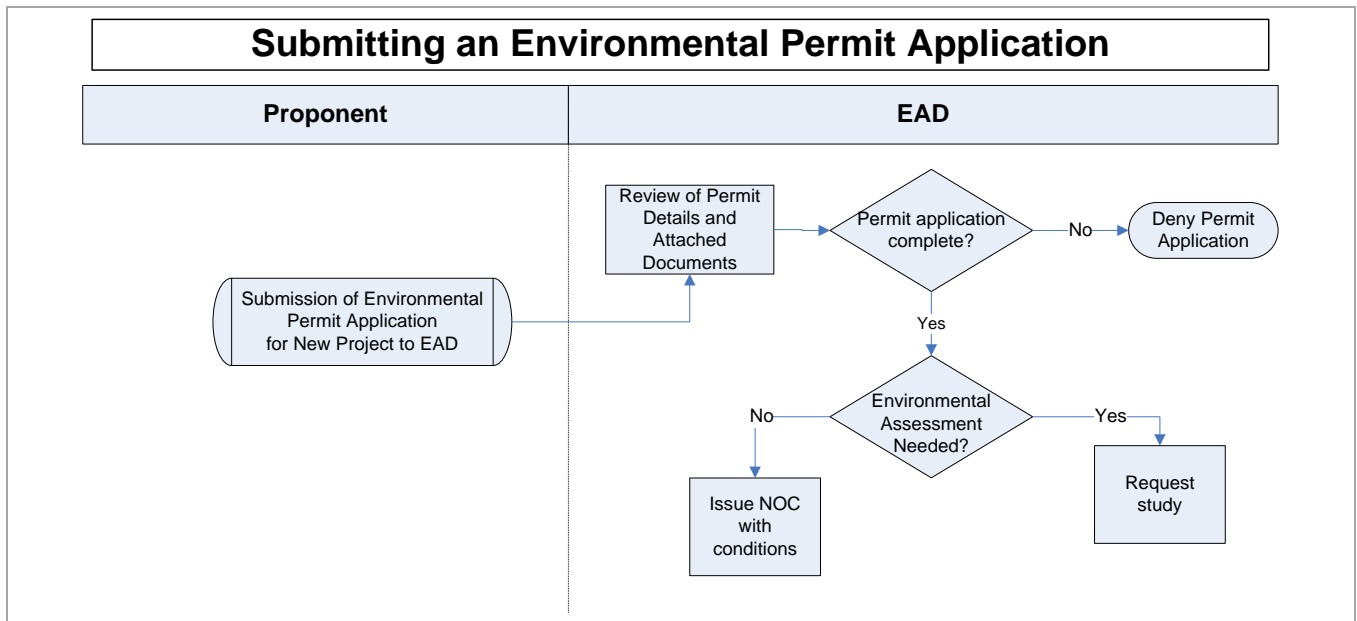 Submitting an Environmental Permit Application
Proponent
EAD
Review of Permit
Details and
Attached
Documents
Permit application
complete?
No
Deny Permit
Application
Submission of Environmental
Permit Application
for New Project to EAD
Yes
Environmental
Assessment
Needed?
No
Yes
Issue NOC
with
conditions
Request
study